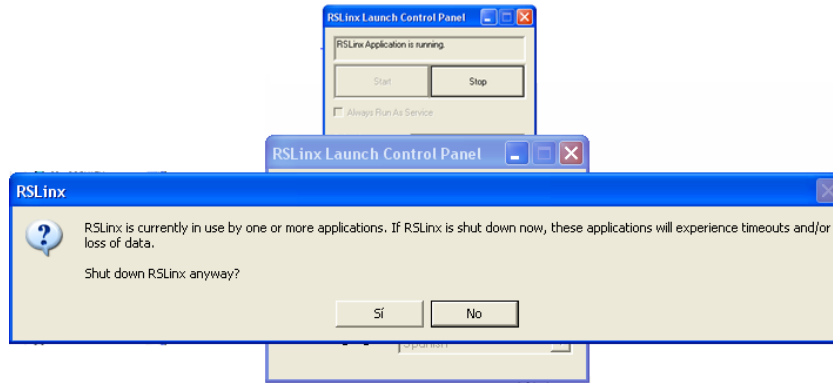 RSLinx Launch Control Panel
RSLinx Application is running.
Start
Stop
Always Run As Service
RSLinx Launch Control Panel
RSLinx
RSLinx is currently in use by one or more applications. If RSLinx is shut down now, these applications will experience timeouts and/or
loss of data.
Shut down RSLinx anyway?
Sí
No
Spanish